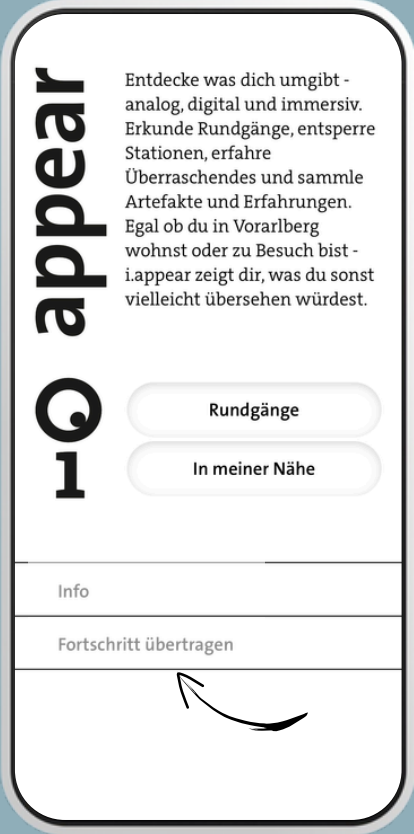 i appear
Entdecke was dich umgibt -
analog, digital und immersiv.
Erkunde Rundgänge, entsperre
Stationen, erfahre
Überraschendes und sammle
Artefakte und Erfahrungen.
Egal ob du in Vorarlberg
wohnst oder zu Besuch bist -
i.appear zeigt dir, was du sonst
vielleicht übersehen würdest.
Rundgänge
In meiner Nähe
Info
Fortschritt übertragen